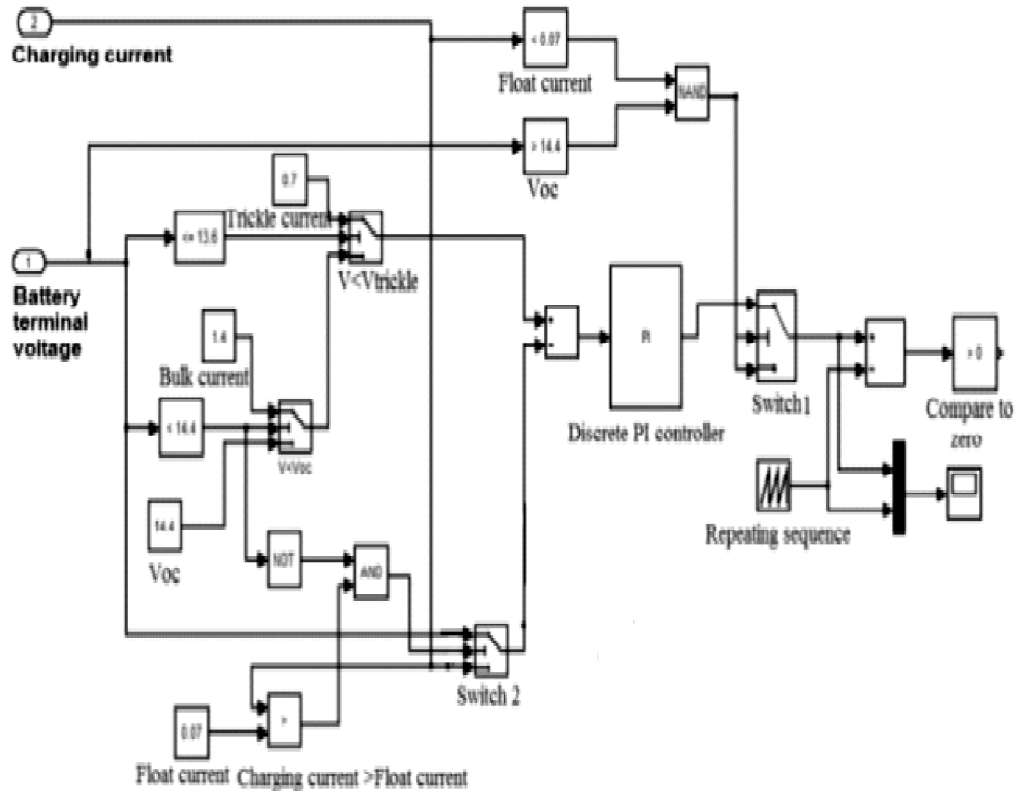 2
Charging current
< 0.07
Float current
NAND
> 14.4
Voc
0.7
Trickle current
<= 13.6
V<Vtrickle
1
Battery
terminal
voltage
Bulk current
< 14.4
V<Voc
14.4
Voc
NOT
AND
PI
Discrete PI controller
Switch1
> 0
Compare to
zero
Repeating sequence
Switch 2
0.07
Float current
>
Charging current >Float current